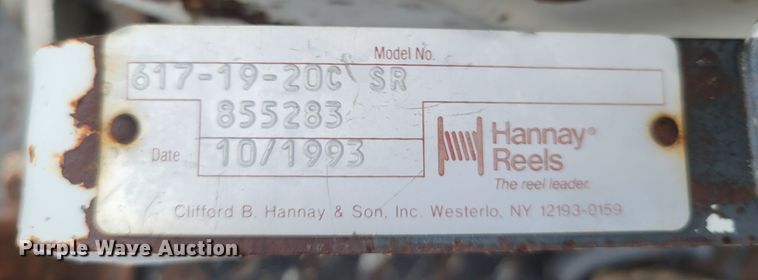 Model No.
617-19-20C SR
855283
Date 10/1993
Hannay®
Reels
The reel leader.
Clifford B. Hannay & Son, Inc. Westerlo, NY 12193-0159
Purple Wave Auction